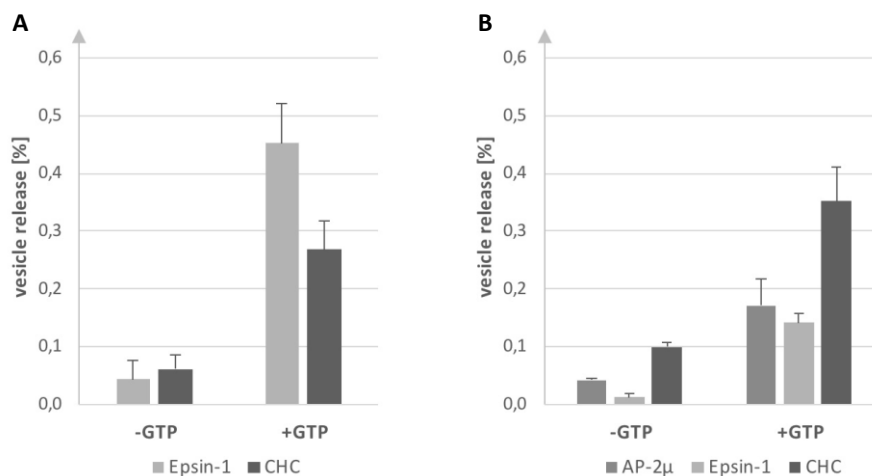 A
vesicle release [%]
0,6
0,5
0,4
0,3
0,2
0,1
0,0
-GTP +GTP
Epsin-1 CHC
B
vesicle release [%]
0,6
0,5
0,4
0,3
0,2
0,1
0,0
-GTP +GTP
AP-2μ Epsin-1 CHC